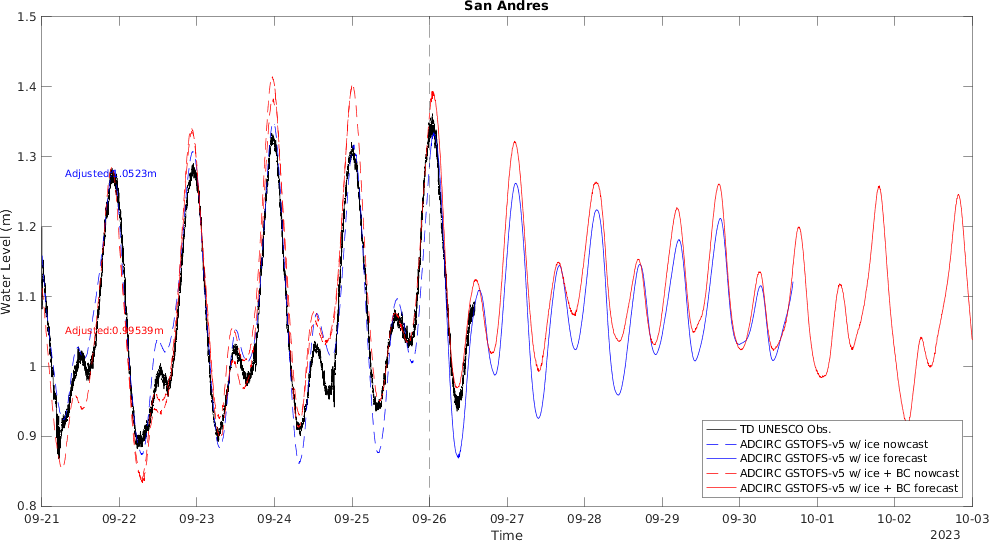 San Andres
Water Level (m)
1.5
1.4
1.3
1.2
1.1
1
0.9
0.8
Adjusted:1.0523m
Adjusted:0.99539m
TD UNESCO Obs.
ADCIRC GSTOFS-v5 w/ ice nowcast
ADCIRC GSTOFS-v5 w/ ice forecast
ADCIRC GSTOFS-v5 w/ ice + BC nowcast
ADCIRC GSTOFS-v5 w/ ice + BC forecast
09-21 09-22 09-23 09-24 09-25 09-26 09-27 09-28 09-29 09-30 10-01 10-02 10-03
Time
2023